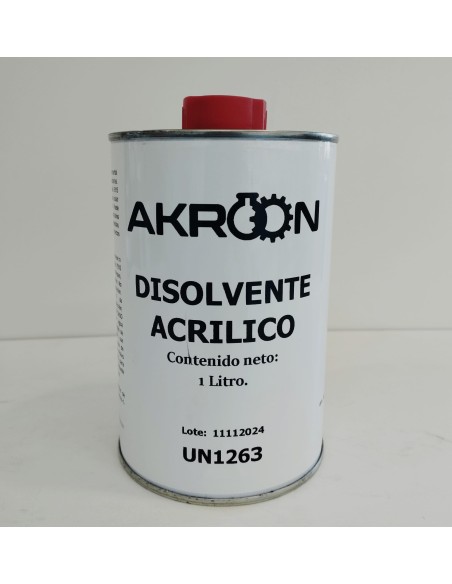 AKROON
DISOLVENTE
ACRILICO
Contenido neto:
1 Litro.
Lote: 11112024
UN1263